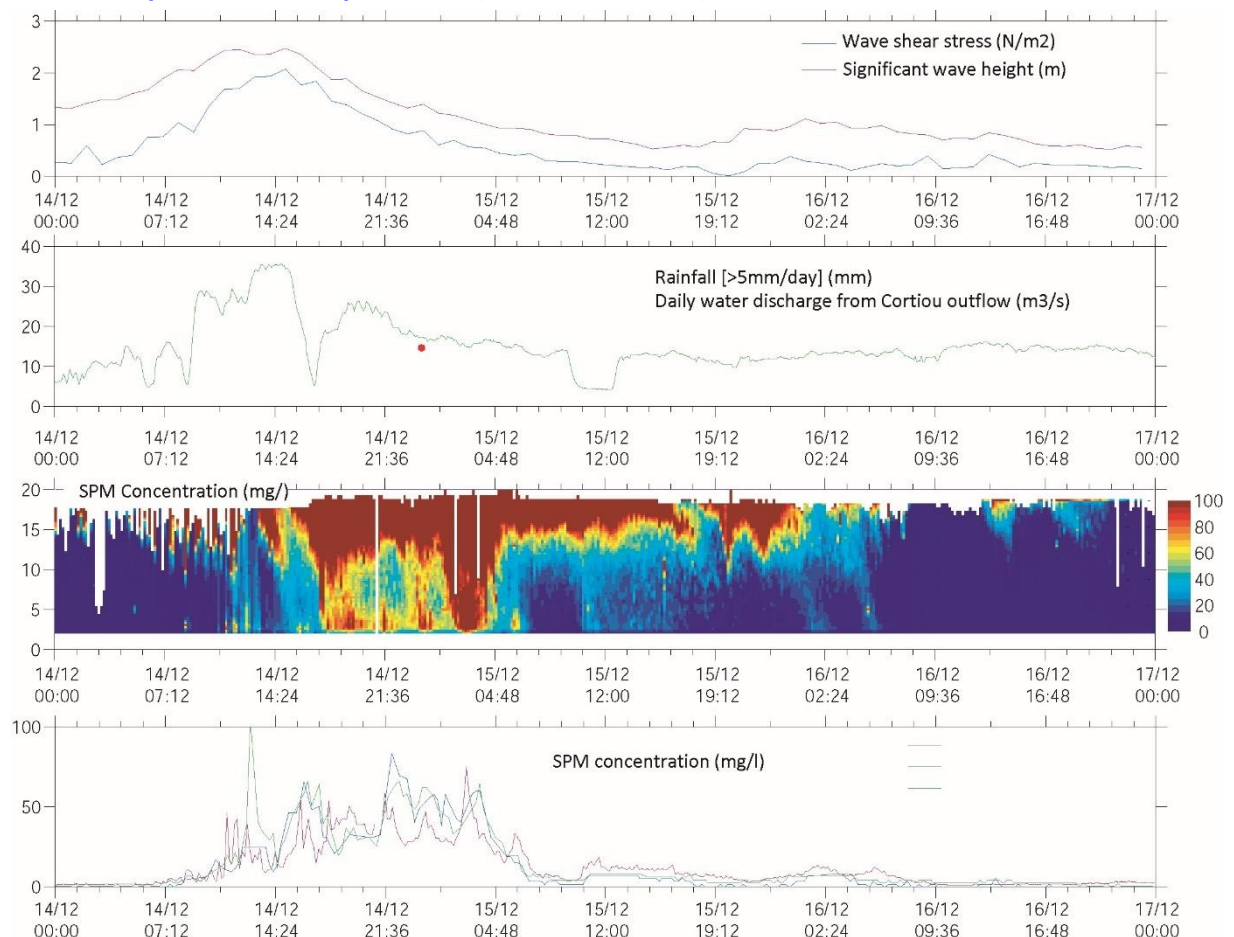 3
Wave shear stress (N/m2)
Significant wave height (m)
2
1
0
14/12 14/12 14/12 14/12 15/12 15/12 15/12 16/12 16/12 16/12 17/12
00:00 07:12 14:24 21:36 04:48 12:00 19:12 02:24 09:36 16:48 00:00
40
Rainfall [>5mm/day] (mm)
30
Daily water discharge from Cortiou outflow (m3/s)
20
10
0
14/12 14/12 14/12 14/12 15/12 15/12 15/12 16/12 16/12 16/12 17/12
00:00 07:12 14:24 21:36 04:48 12:00 19:12 02:24 09:36 16:48 00:00
20 SPM Concentration (mg/)
100
15
80
60
10
40
5
20
0
0
14/12 14/12 14/12 14/12 15/12 15/12 15/12 16/12 16/12 16/12 17/12
00:00 07:12 14:24 21:36 04:48 12:00 19:12 02:24 09:36 16:48 00:00
100
SPM concentration (mg/l)
50
0
14/12 14/12 14/12 14/12 15/12 15/12 15/12 16/12 16/12 16/12 17/12
00:00 07:12 14:24 21:36 04:48 12:00 19:12 02:24 09:36 16:48 00:00